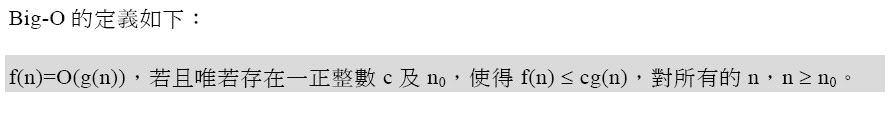 Big-O 的定義如下：
f(n)=O(g(n))，若且唯若存在一正整數 c 及 n₀，使得 f(n) ≤ cg(n)，對所有的 n，n ≥ n₀。